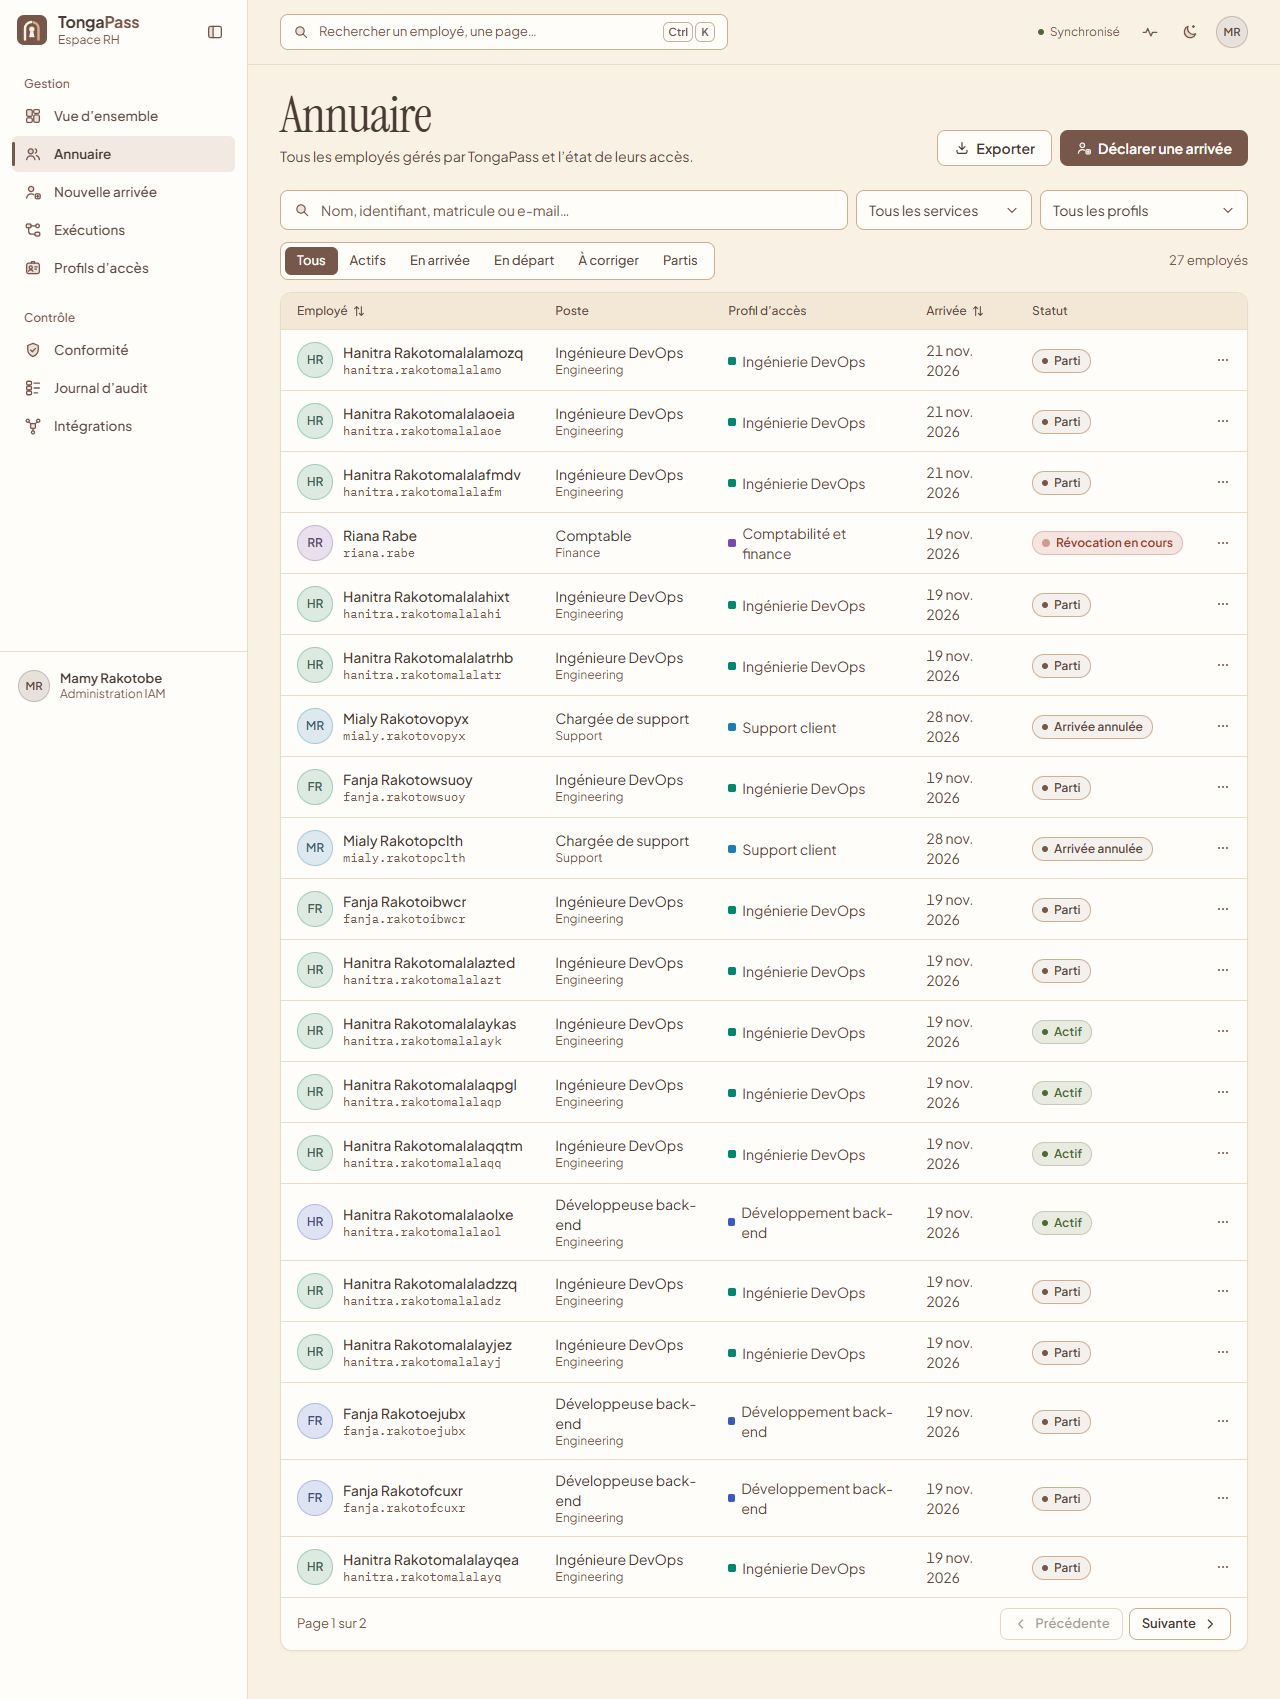 TongaPass
Espace RH
Rechercher un employé, une page…
Ctrl K
Synchronisé
MR
Gestion
Vue d’ensemble
Annuaire
Nouvelle arrivée
Exécutions
Profils d’accès
Contrôle
Conformité
Journal d’audit
Intégrations
MR
Mamy Rakotobe
Administration IAM
Annuaire
Tous les employés gérés par TongaPass et l’état de leurs accès.
Exporter
Déclarer une arrivée
Nom, identifiant, matricule ou e-mail…
Tous les services
Tous les profils
Tous Actifs En arrivée En départ À corriger Partis
27 employés
Employé Poste Profil d’accès Arrivée Statut
HR Hanitra Rakotomalalamozq Ingénieure DevOps Ingénierie DevOps 21 nov. Parti
hanitra.rakotomalalamo Engineering 2026
HR Hanitra Rakotomalalaoeia Ingénieure DevOps Ingénierie DevOps 21 nov. Parti
hanitra.rakotomalalaoe Engineering 2026
HR Hanitra Rakotomalalafmdv Ingénieure DevOps Ingénierie DevOps 21 nov. Parti
hanitra.rakotomalalafm Engineering 2026
RR Riana Rabe Comptable Comptabilité et 19 nov. Révocation en cours
riana.rabe Finance finance 2026
HR Hanitra Rakotomalalahixt Ingénieure DevOps Ingénierie DevOps 19 nov. Parti
hanitra.rakotomalalahi Engineering 2026
HR Hanitra Rakotomalalatrhb Ingénieure DevOps Ingénierie DevOps 19 nov. Parti
hanitra.rakotomalalatr Engineering 2026
MR Mialy Rakotovopyx Chargée de support Support client 28 nov. Arrivée annulée
mialy.rakotovopyx Support 2026
FR Fanja Rakotowsuoy Ingénieure DevOps Ingénierie DevOps 19 nov. Parti
fanja.rakotowsuoy Engineering 2026
MR Mialy Rakotopclth Chargée de support Support client 28 nov. Arrivée annulée
mialy.rakotopclth Support 2026
FR Fanja Rakotoibwcr Ingénieure DevOps Ingénierie DevOps 19 nov. Parti
fanja.rakotoibwcr Engineering 2026
HR Hanitra Rakotomalalazted Ingénieure DevOps Ingénierie DevOps 19 nov. Parti
hanitra.rakotomalalazt Engineering 2026
HR Hanitra Rakotomalalaykas Ingénieure DevOps Ingénierie DevOps 19 nov. Actif
hanitra.rakotomalalayk Engineering 2026
HR Hanitra Rakotomalalaqpgl Ingénieure DevOps Ingénierie DevOps 19 nov. Actif
hanitra.rakotomalalaqp Engineering 2026
HR Hanitra Rakotomalalaqqtm Ingénieure DevOps Ingénierie DevOps 19 nov. Actif
hanitra.rakotomalalaqq Engineering 2026
HR Hanitra Rakotomalalaolxe Développeuse back- Développement back- 19 nov. Actif
hanitra.rakotomalalaol end end 2026
Engineering
HR Hanitra Rakotomalaladzzq Ingénieure DevOps Ingénierie DevOps 19 nov. Parti
hanitra.rakotomalaladz Engineering 2026
HR Hanitra Rakotomalalayjez Ingénieure DevOps Ingénierie DevOps 19 nov. Parti
hanitra.rakotomalalayj Engineering 2026
FR Fanja Rakotoejubx Développeuse back- Développement back- 19 nov. Parti
fanja.rakotoejubx end end 2026
Engineering
FR Fanja Rakotofcuxr Développeuse back- Développement back- 19 nov. Parti
fanja.rakotofcuxr end end 2026
Engineering
HR Hanitra Rakotomalalayqea Ingénieure DevOps Ingénierie DevOps 19 nov. Parti
hanitra.rakotomalalayq Engineering 2026
Page 1 sur 2
Précédente
Suivante